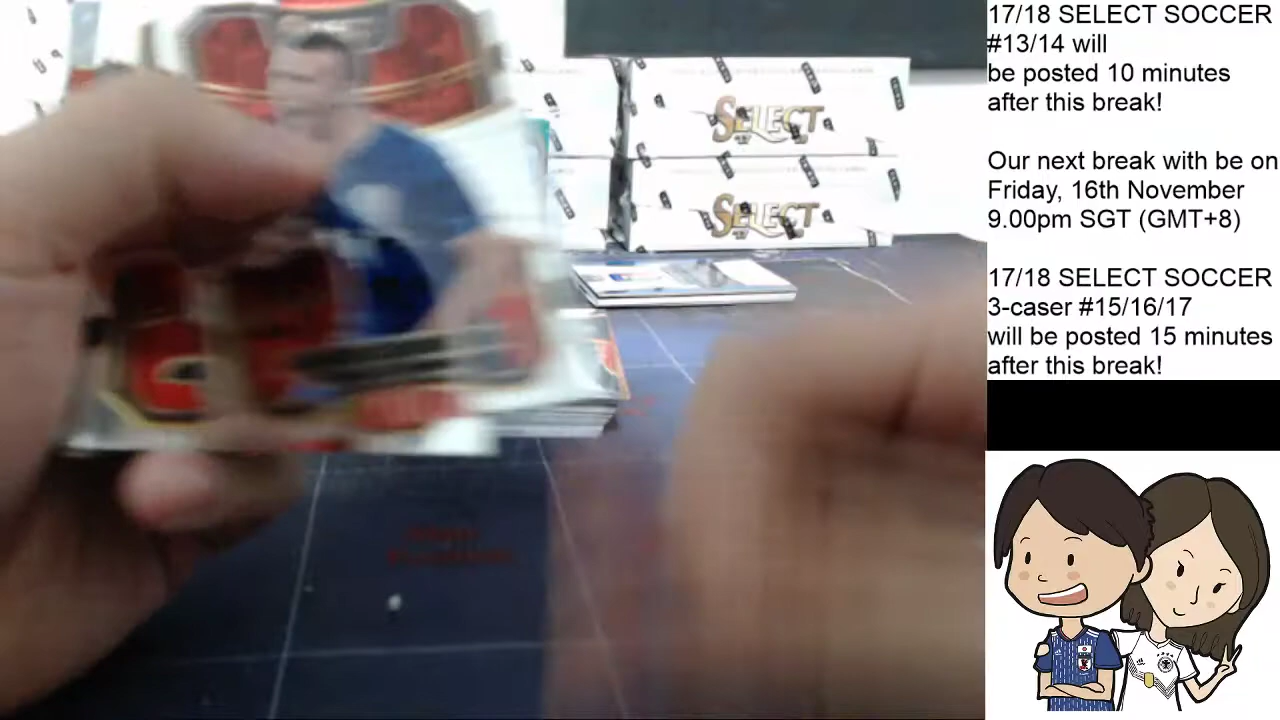 17/18 SELECT SOCCER
#13/14 will
be posted 10 minutes
after this break!
Our next break with be on
Friday, 16th November
9.00pm SGT (GMT+8)
17/18 SELECT SOCCER
3-caser #15/16/17
will be posted 15 minutes
after this break!
SELECT
SELECT